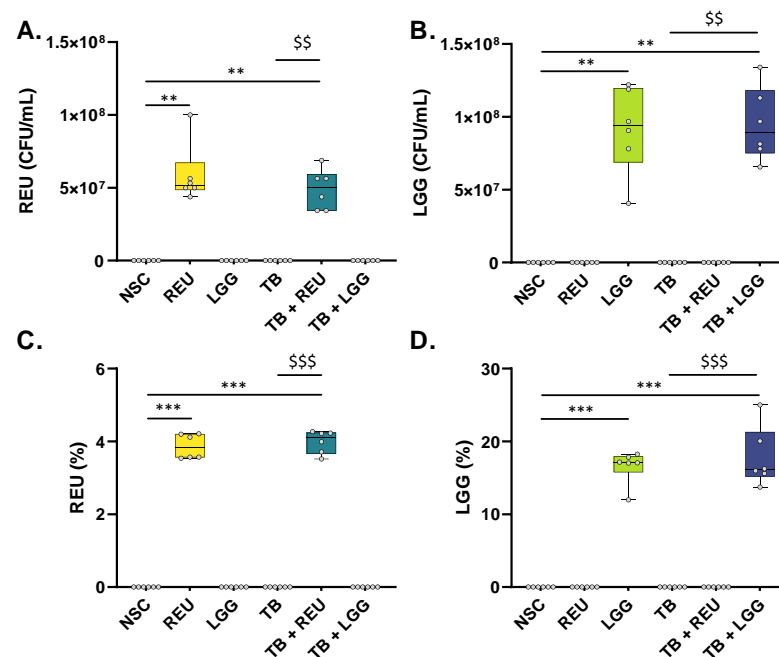 A.
REU (CFU/mL)
1.5×10⁸
1×10⁸
5×10⁷
0
$$
**
**
NSC
REU
LGG
TB
TB + REU
TB + LGG
B.
LGG (CFU/mL)
1.5×10⁸
1×10⁸
5×10⁷
0
$$
**
**
NSC
REU
LGG
TB
TB + REU
TB + LGG
C.
REU (%)
6
4
2
0
$$$
***
***
NSC
REU
LGG
TB
TB + REU
TB + LGG
D.
LGG (%)
30
20
10
0
$$$
***
***
NSC
REU
LGG
TB
TB + REU
TB + LGG